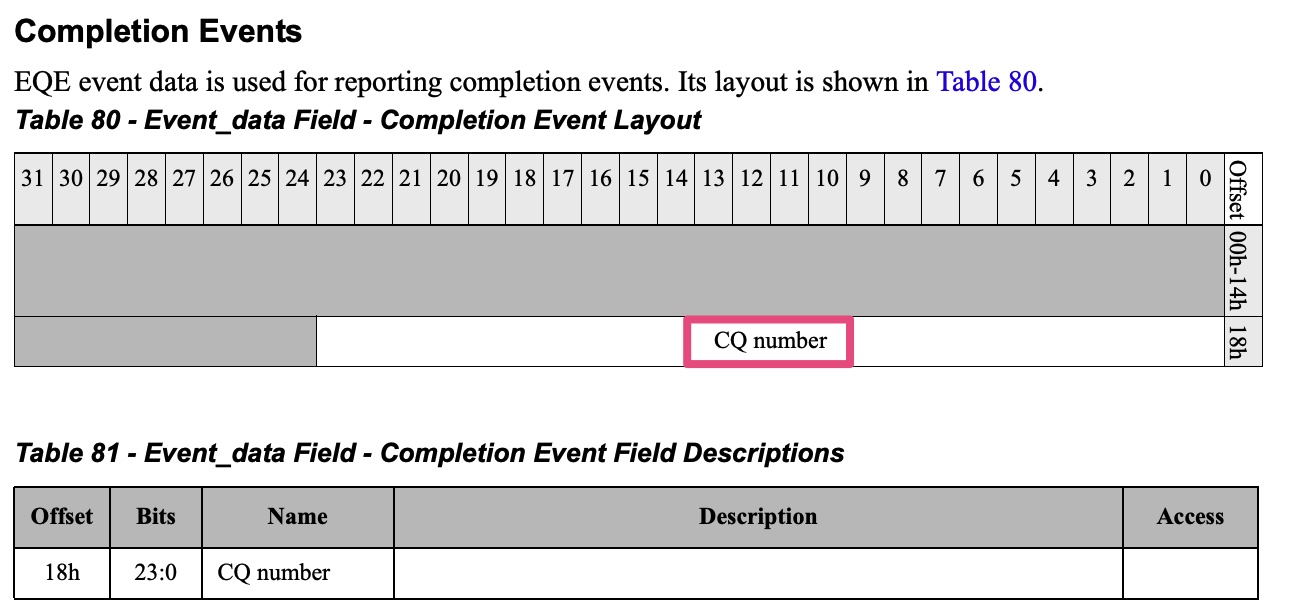 Completion Events
EQE event data is used for reporting completion events. Its layout is shown in Table 80.
Table 80 - Event_data Field - Completion Event Layout
31 30 29 28 27 26 25 24 23 22 21 20 19 18 17 16 15 14 13 12 11 10 9 8 7 6 5 4 3 2 1 0 Offset
00h-14h
CQ number 18h
Table 81 - Event_data Field - Completion Event Field Descriptions
Offset Bits Name Description Access
18h 23:0 CQ number